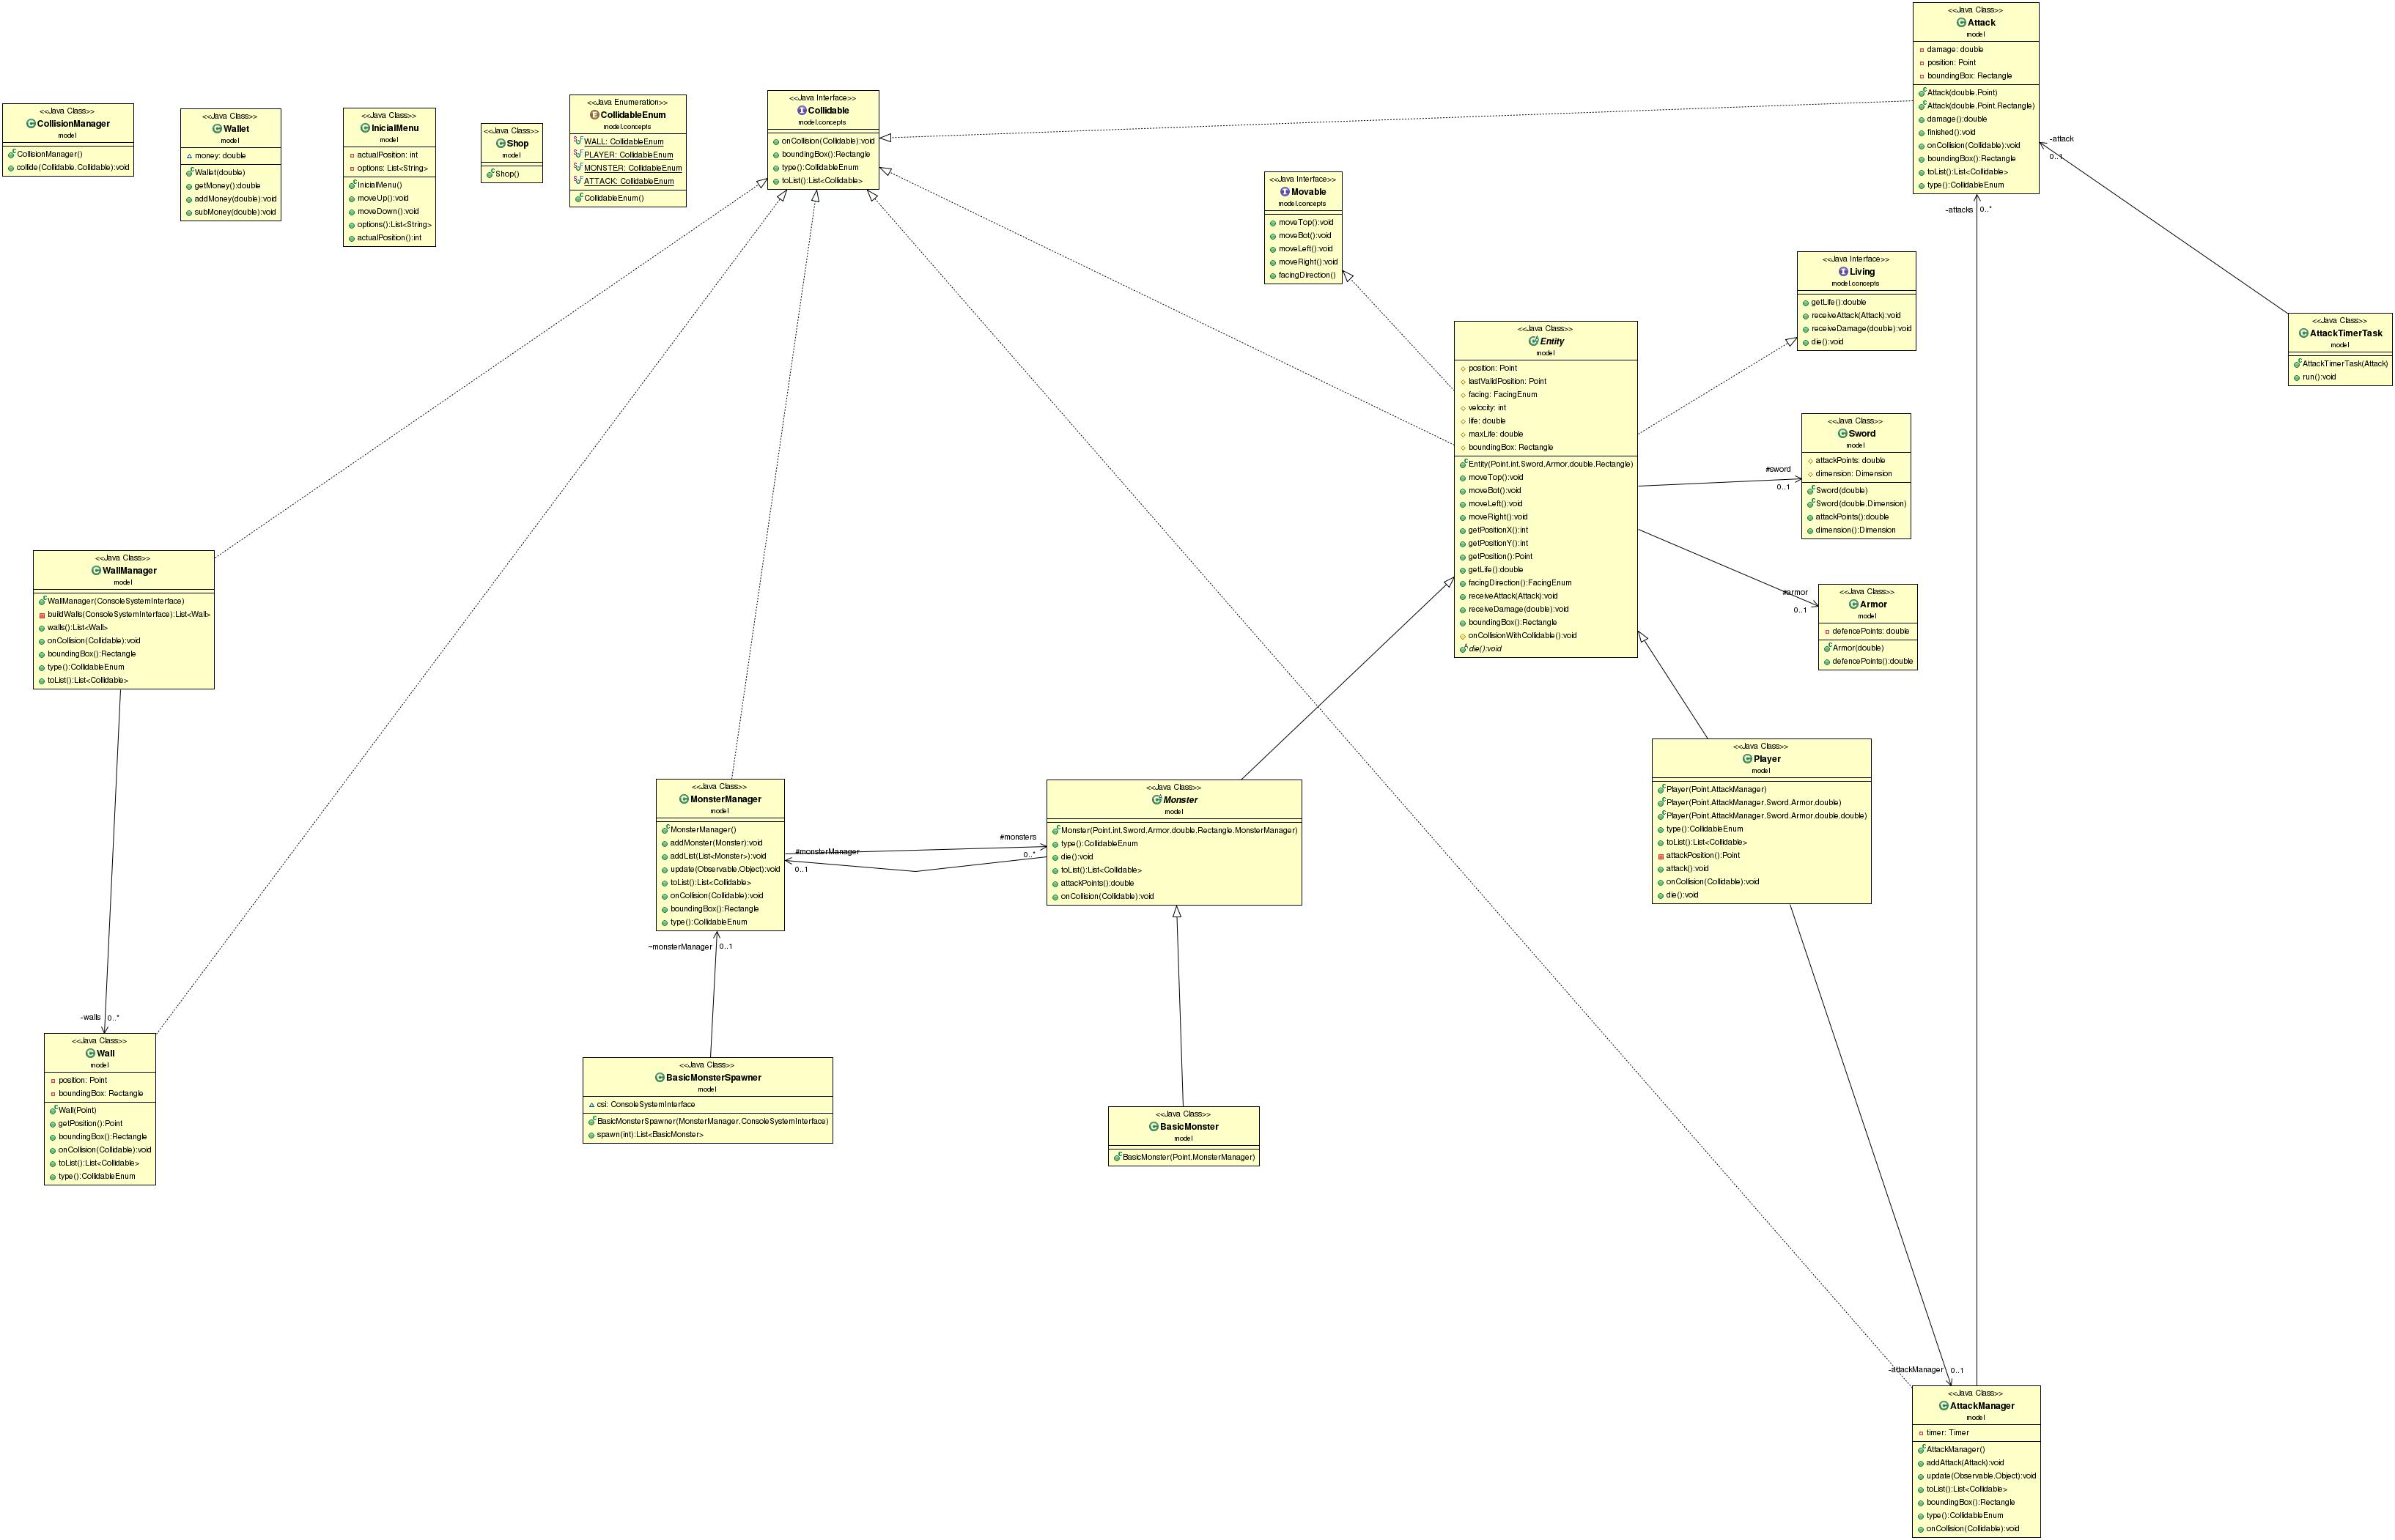 <<Java Class>>
CollisionManager
model
CollisionManager()
collide(Collidable,Collidable):void
<<Java Class>>
Wallet
model
money: double
Wallet(double)
getMoney():double
addMoney(double):void
subMoney(double):void
<<Java Class>>
InicialMenu
model
actualPosition: int
options: List<String>
InicialMenu()
moveUp():void
moveDown():void
options():List<String>
actualPosition():int
<<Java Class>>
Shop
model
Shop()
<<Java Enumeration>>
CollidableEnum
model.concepts
WALL: CollidableEnum
PLAYER: CollidableEnum
MONSTER: CollidableEnum
ATTACK: CollidableEnum
CollidableEnum()
<<Java Interface>>
Collidable
model.concepts
onCollision(Collidable):void
boundingBox():Rectangle
type():CollidableEnum
toList():List<Collidable>
<<Java Interface>>
Movable
model.concepts
moveTop():void
moveBot():void
moveLeft():void
moveRight():void
facingDirection()
<<Java Class>>
Attack
model
damage: double
position: Point
boundingBox: Rectangle
Attack(double,Point)
Attack(double,Point,Rectangle)
damage():double
finished():void
onCollision(Collidable):void
boundingBox():Rectangle
toList():List<Collidable>
type():CollidableEnum
-attack
0..1
-attacks
0..*
<<Java Interface>>
Living
model.concepts
getLife():double
receiveAttack(Attack):void
receiveDamage(double):void
die():void
<<Java Class>>
AttackTimerTask
model
AttackTimerTask(Attack)
run():void
<<Java Class>>
Entity
model
position: Point
lastValidPosition: Point
facing: FacingEnum
velocity: int
life: double
maxLife: double
boundingBox: Rectangle
Entity(Point,int,Sword,Armor,double,Rectangle)
moveTop():void
moveBot():void
moveLeft():void
moveRight():void
getPositionX():int
getPositionY():int
getPosition():Point
getLife():double
facingDirection():FacingEnum
receiveAttack(Attack):void
receiveDamage(double):void
boundingBox():Rectangle
onCollisionWithCollidable():void
die():void
#sword
0..1
<<Java Class>>
Sword
model
attackPoints: double
dimension: Dimension
Sword(double)
Sword(double,Dimension)
attackPoints():double
dimension():Dimension
#armor
0..1
<<Java Class>>
Armor
model
defencePoints: double
Armor(double)
defencePoints():double
<<Java Class>>
WallManager
model
WallManager(ConsoleSystemInterface)
buildWalls(ConsoleSystemInterface):List<Wall>
walls():List<Wall>
onCollision(Collidable):void
boundingBox():Rectangle
type():CollidableEnum
toList():List<Collidable>
<<Java Class>>
MonsterManager
model
MonsterManager()
addMonster(Monster):void
addList(List<Monster>):void
update(Observable,Object):void
toList():List<Collidable>
onCollision(Collidable):void
boundingBox():Rectangle
type():CollidableEnum
#monsters
0..*
#monsterManager
0..1
<<Java Class>>
Monster
model
Monster(Point,int,Sword,Armor,double,Rectangle,MonsterManager)
type():CollidableEnum
die():void
toList():List<Collidable>
attackPoints():double
onCollision(Collidable):void
<<Java Class>>
Player
model
Player(Point,AttackManager)
Player(Point,AttackManager,Sword,Armor,double)
Player(Point,AttackManager,Sword,Armor,double,double)
type():CollidableEnum
toList():List<Collidable>
attackPosition():Point
attack():void
onCollision(Collidable):void
die():void
~monsterManager
0..1
-walls
0..*
<<Java Class>>
Wall
model
position: Point
boundingBox: Rectangle
Wall(Point)
getPosition():Point
boundingBox():Rectangle
onCollision(Collidable):void
toList():List<Collidable>
type():CollidableEnum
<<Java Class>>
BasicMonsterSpawner
model
csi: ConsoleSystemInterface
BasicMonsterSpawner(MonsterManager,ConsoleSystemInterface)
spawn(int):List<BasicMonster>
<<Java Class>>
BasicMonster
model
BasicMonster(Point,MonsterManager)
-attackManager
0..1
<<Java Class>>
AttackManager
model
timer: Timer
AttackManager()
addAttack(Attack):void
update(Observable,Object):void
toList():List<Collidable>
boundingBox():Rectangle
type():CollidableEnum
onCollision(Collidable):void